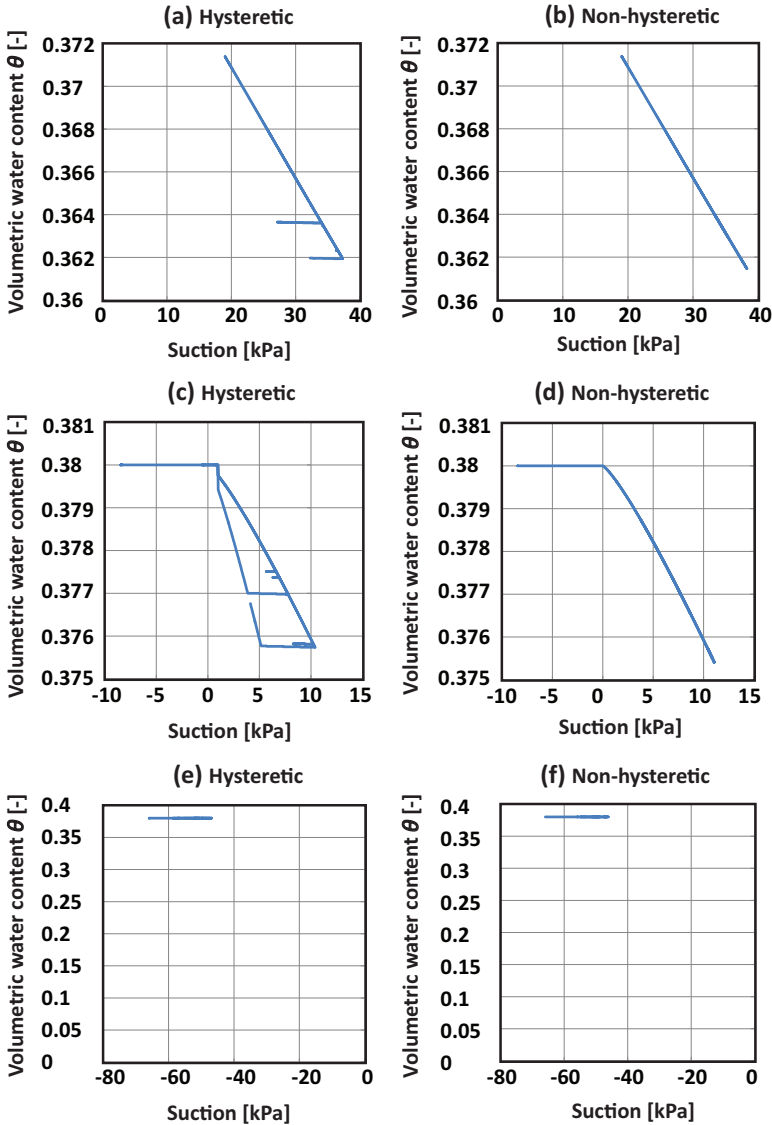 (a) Hysteretic
Volumetric water content θ [-]
0.372
0.37
0.368
0.366
0.364
0.362
0.36
0 10 20 30 40
Suction [kPa]
(b) Non-hysteretic
Volumetric water content θ [-]
0.372
0.37
0.368
0.366
0.364
0.362
0.36
0 10 20 30 40
Suction [kPa]
(c) Hysteretic
Volumetric water content θ [-]
0.381
0.38
0.379
0.378
0.377
0.376
0.375
-10 -5 0 5 10 15
Suction [kPa]
(d) Non-hysteretic
Volumetric water content θ [-]
0.381
0.38
0.379
0.378
0.377
0.376
0.375
-10 -5 0 5 10 15
Suction [kPa]
(e) Hysteretic
Volumetric water content θ [-]
0.4
0.35
0.3
0.25
0.2
0.15
0.1
0.05
0
-80 -60 -40 -20 0
Suction [kPa]
(f) Non-hysteretic
Volumetric water content θ [-]
0.4
0.35
0.3
0.25
0.2
0.15
0.1
0.05
0
-80 -60 -40 -20 0
Suction [kPa]